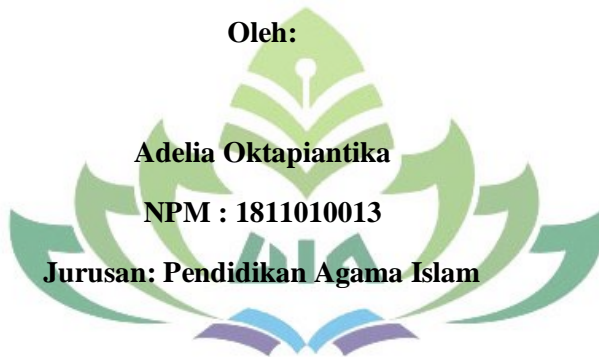 Oleh:
Adelia Oktapiantika
NPM : 1811010013
Jurusan: Pendidikan Agama Islam